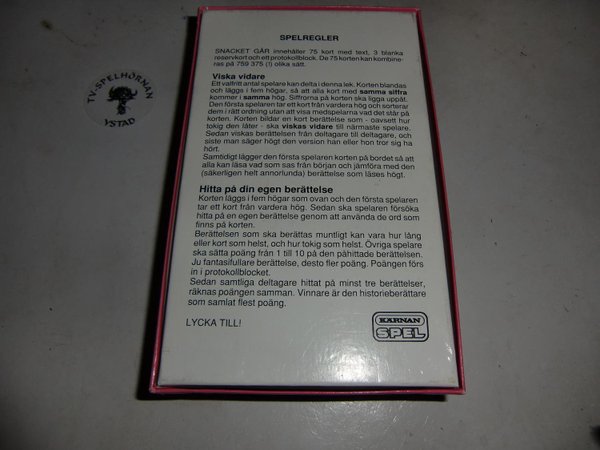 SPELREGLER
SNACKET GÅR innehåller 75 kort med text, 3 blanka
reservkort och ett protokollblock. De 75 korten kan kombine-
ras på 759 375 (!) olika sätt.
Viska vidare
Ett valfritt antal spelare kan delta i denna lek. Korten blandas
och läggs i fem högar, så att alla kort med samma siffra
kommer i samma hög. Siffrorna på korten ska ligga uppåt.
Den första spelaren tar ett kort från vardera hög och sorterar
dem i rätt ordning utan att visa medspelarna vad det står på
korten. Korten bildar en kort berättelse som - oavsett hur
tokig den låter - ska viskas vidare till närmaste spelare.
Sedan viskas berättelsen från deltagare till deltagare, och
siste man säger högt den version han eller hon tror sig ha
hört.
Samtidigt lägger den första spelaren korten på bordet så att
alla kan läsa vad som sas från början och jämföra med den
(säkerligen helt annorlunda) berättelse som läses högt.
Hitta på din egen berättelse
Korten läggs i fem högar som ovan och den första spelaren
tar ett kort från vardera hög. Sedan ska spelaren försöka
hitta på en egen berättelse genom att använda de ord som
finns på korten.
Berättelsen som ska berättas muntligt kan vara hur lång
eller kort som helst, och hur tokig som helst. Övriga spelare
ska sätta poäng från 1 till 10 på den påhittade berättelsen.
Ju fantasifullare berättelse, desto fler poäng. Poängen förs
in i protokollblocket.
Sedan samtliga deltagare hittat på minst tre berättelser,
räknas poängen samman. Vinnare är den historieberättare
som samlat flest poäng.
LYCKA TILL!
KÄRNAN
SPEL
TV-SPELHÖRNAN
YSTAD